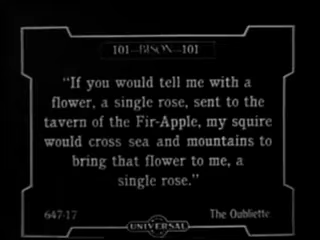 101–BISON–101
“If you would tell me with a
flower, a single rose, sent to the
tavern of the Fir-Apple, my squire
would cross sea and mountains to
bring that flower to me, a
single rose.”
647-17
The Oubliette
UNIVERSAL